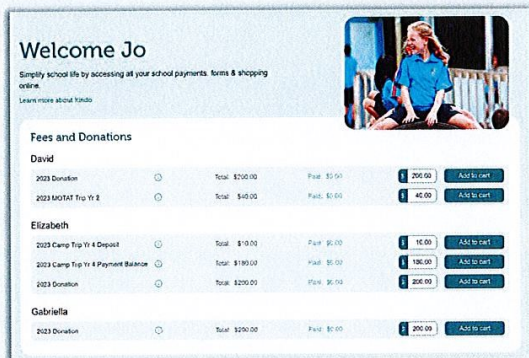 Welcome Jo
Simplify school life by accessing all your school payments, forms & shopping
online.
Learn more about Kindo
Fees and Donations
David
2023 Donation Total: $200.00 Paid: $0.00 $ 200.00 Add to cart
2023 MOTAT Trip Yr 2 Total: $40.00 Paid: $0.00 $ 40.00 Add to cart
Elizabeth
2023 Camp Trip Yr 4 Deposit Total: $10.00 Paid: $0.00 $ 10.00 Add to cart
2023 Camp Trip Yr 4 Payment Balance Total: $180.00 Paid: $0.00 $ 180.00 Add to cart
2023 Donation Total: $200.00 Paid: $0.00 $ 200.00 Add to cart
Gabriella
2023 Donation Total: $200.00 Paid: $0.00 $ 200.00 Add to cart